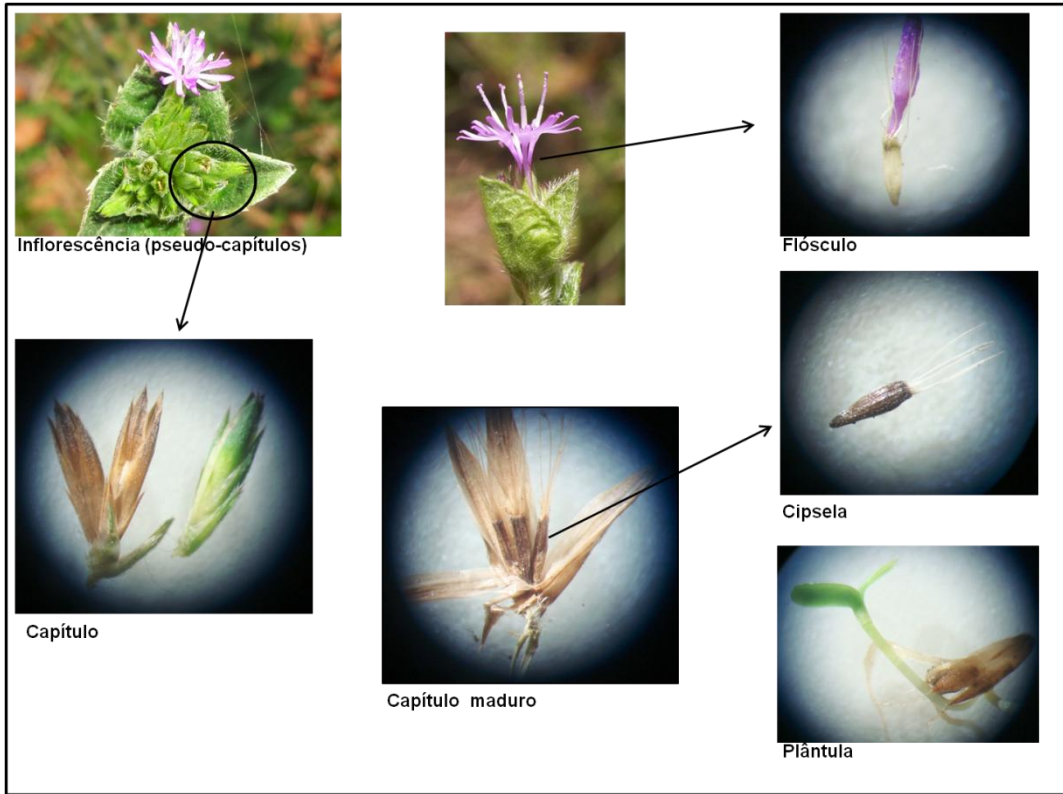 Inflorescência (pseudo-capítulos)
Flósculo
Cipsela
Capítulo
Capítulo maduro
Plântula